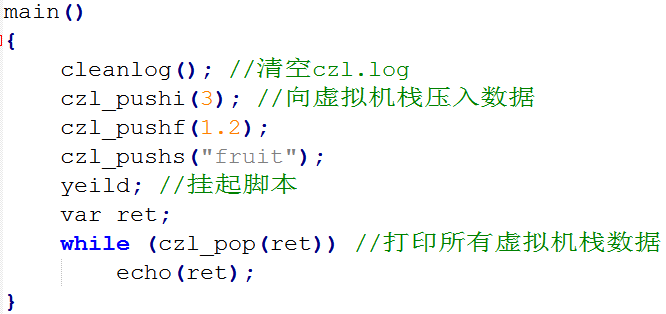 main()
{
    cleanlog(); //清空czl.log
    czl_pushi(3); //向虚拟机栈压入数据
    czl_pushf(1.2);
    czl_pushs("fruit");
    yeild; //挂起脚本
    var ret;
    while (czl_pop(ret)) //打印所有虚拟机栈数据
        echo(ret);
}